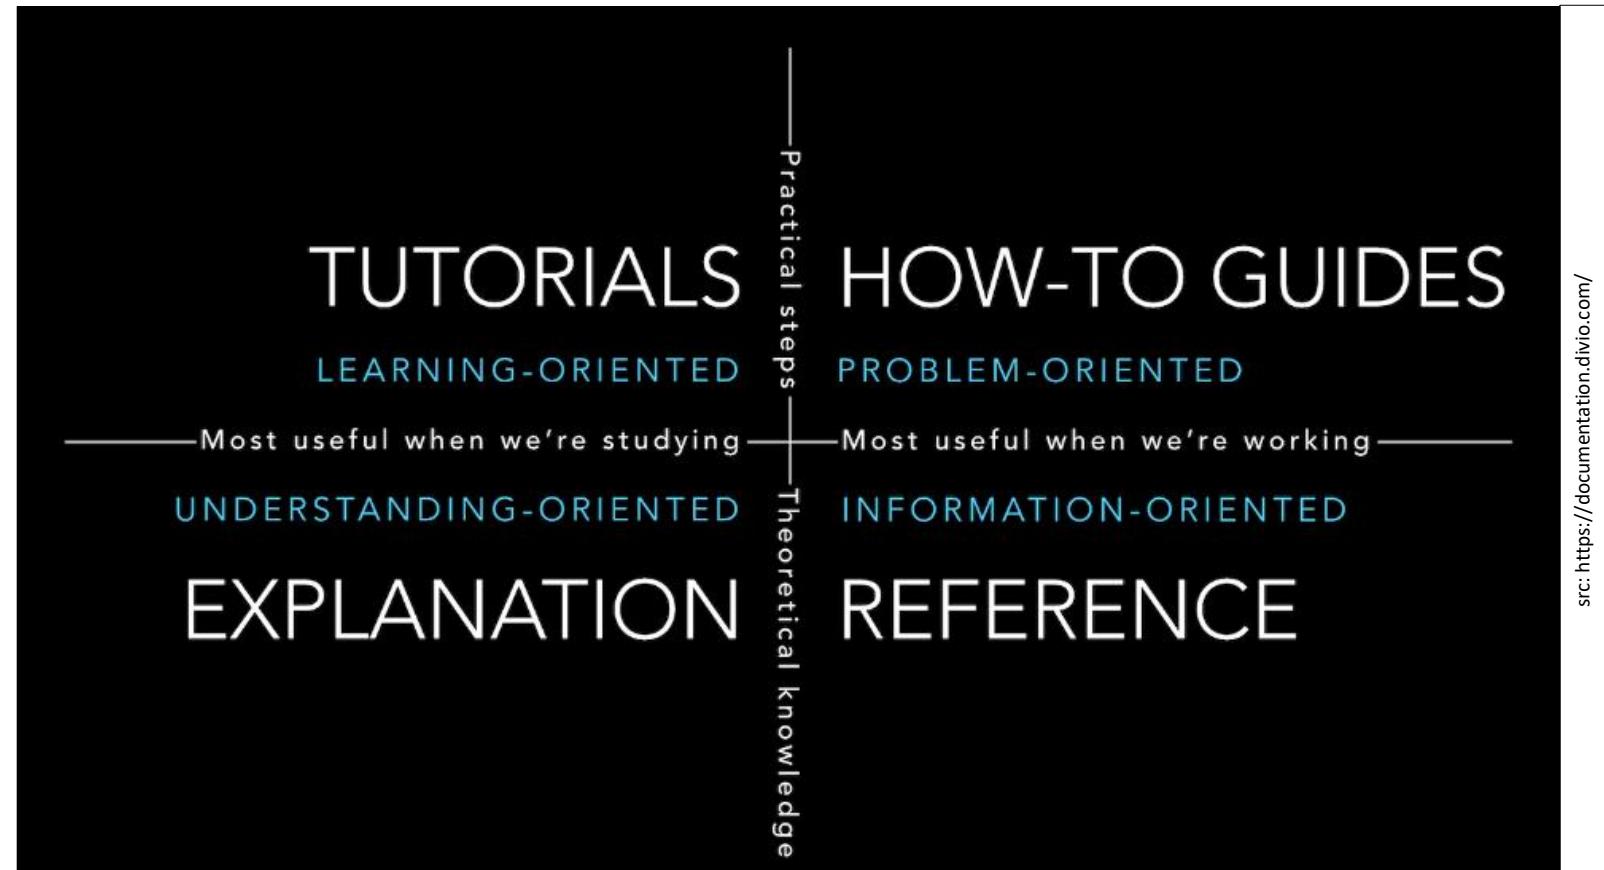 Practical steps
TUTORIALS
HOW-TO GUIDES
LEARNING-ORIENTED
PROBLEM-ORIENTED
Most useful when we’re studying
Most useful when we’re working
UNDERSTANDING-ORIENTED
INFORMATION-ORIENTED
EXPLANATION
REFERENCE
Theoretical knowledge
src: https://documentation.divio.com/